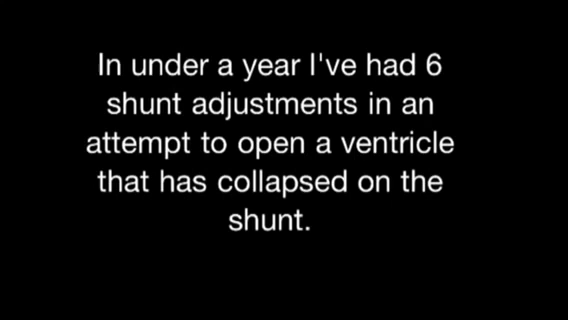 In under a year I've had 6
shunt adjustments in an
attempt to open a ventricle
that has collapsed on the
shunt.